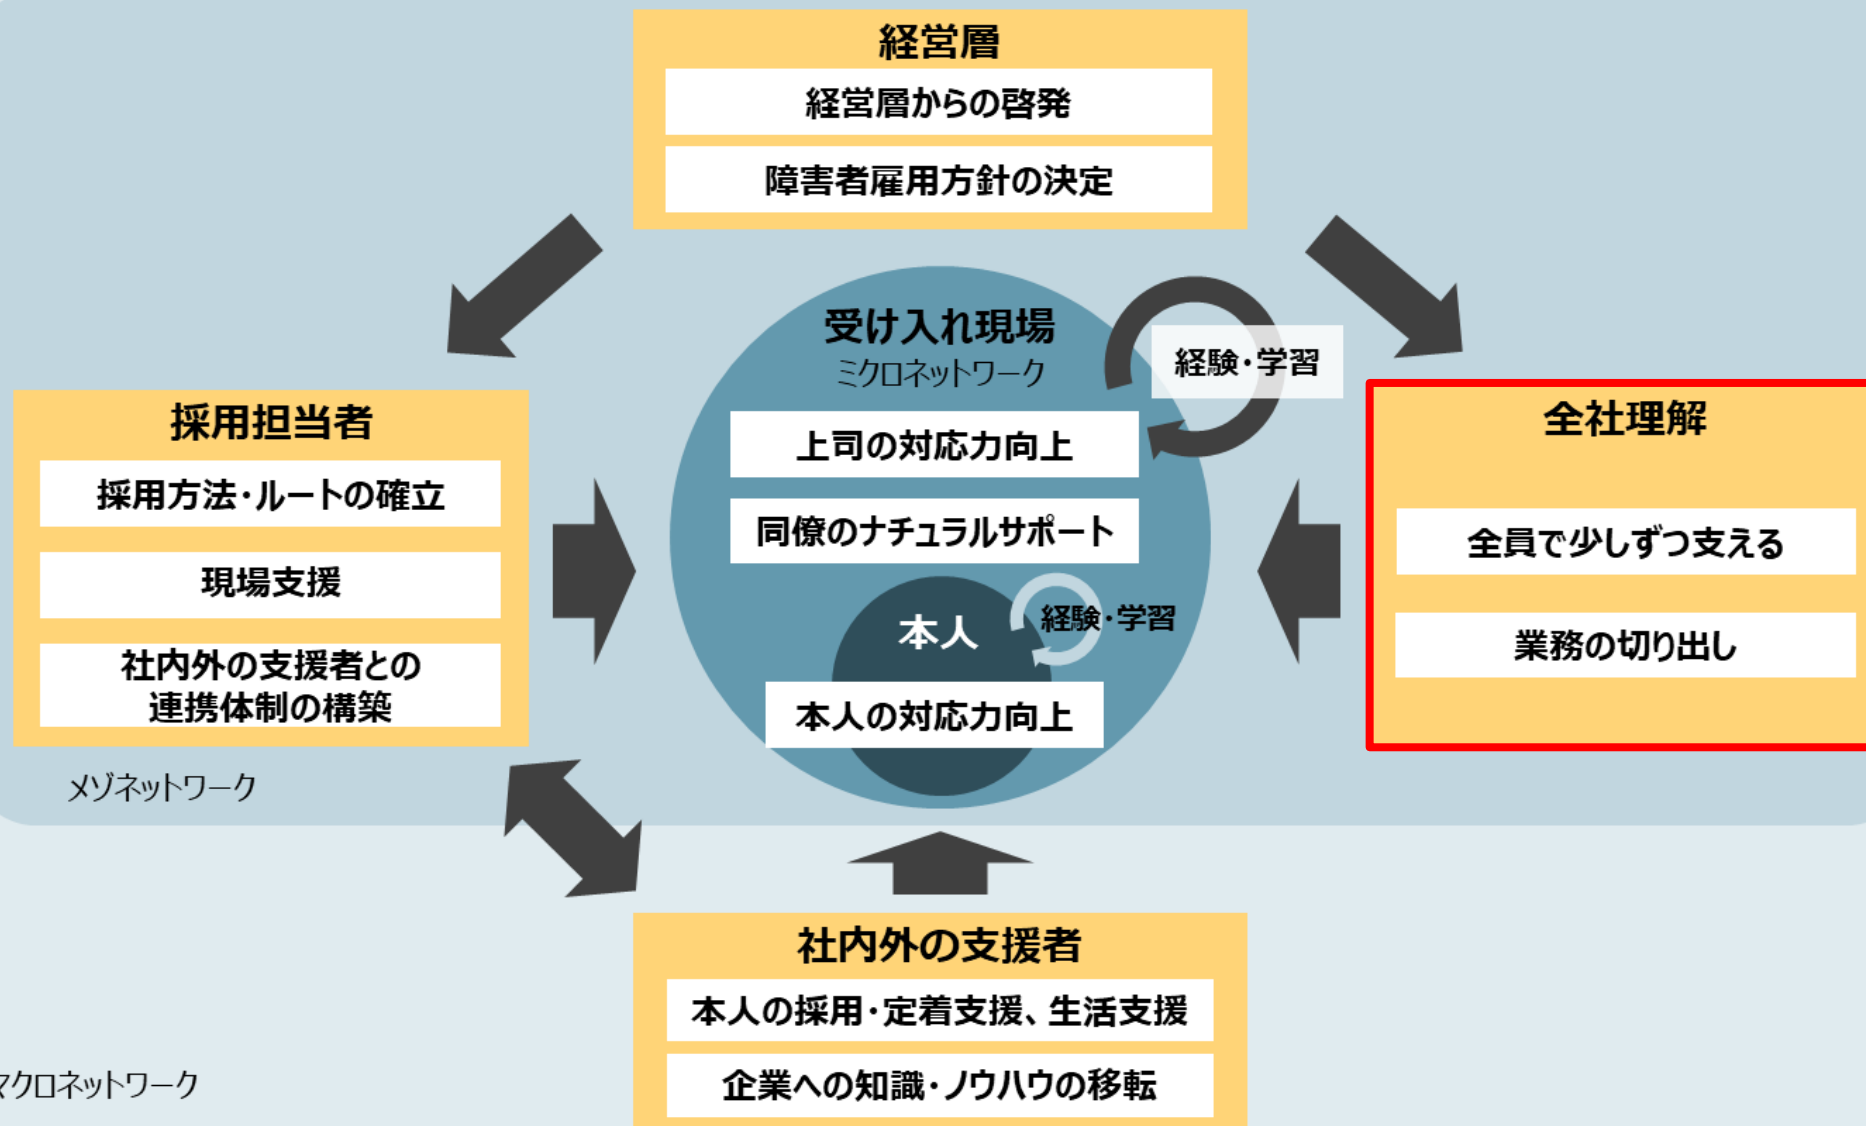 経営層
経営層からの啓発
障害者雇用方針の決定
受け入れ現場
ミクロネットワーク
経験・学習
上司の対応力向上
同僚のナチュラルサポート
本人
経験・学習
本人の対応力向上
採用担当者
採用方法・ルートの確立
現場支援
社内外の支援者との
連携体制の構築
全社理解
全員で少しずつ支える
業務の切り出し
メゾネットワーク
社内外の支援者
本人の採用・定着支援、生活支援
企業への知識・ノウハウの移転
マクロネットワーク